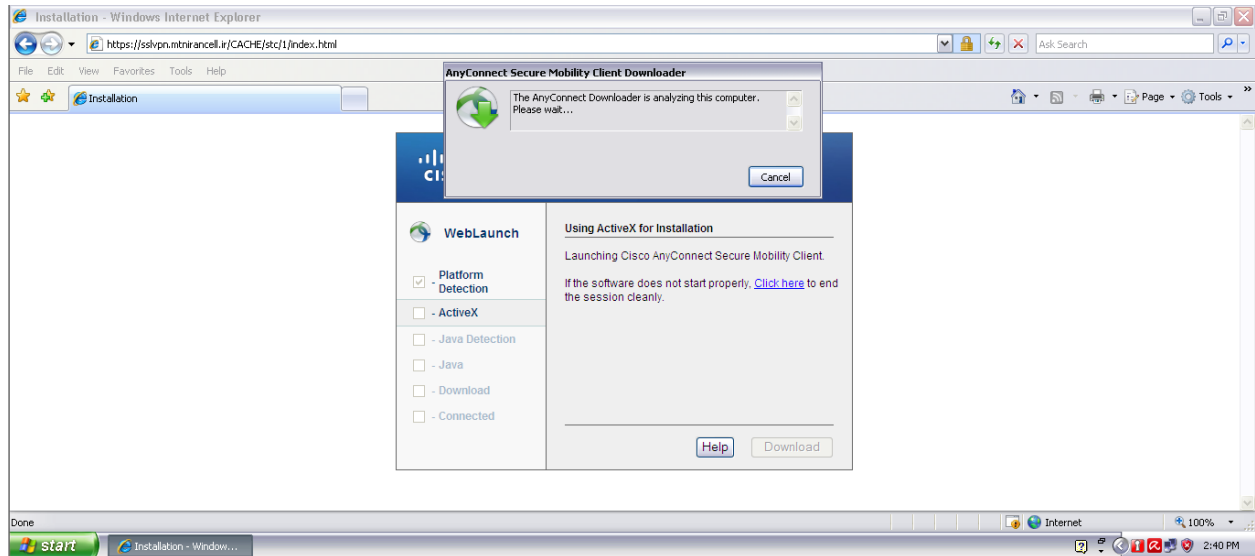 Installation - Windows Internet Explorer
https://sslvpn.mtnirancell.ir/CACHE/stc/1/index.html
Ask Search
File Edit View Favorites Tools Help
Installation
Page Tools
AnyConnect Secure Mobility Client Downloader
The AnyConnect Downloader is analyzing this computer.
Please wait...
Cancel
WebLaunch
- Platform
Detection
- ActiveX
- Java Detection
- Java
- Download
- Connected
Using ActiveX for Installation
Launching Cisco AnyConnect Secure Mobility Client.
If the software does not start properly, Click here to end
the session cleanly.
Help Download
Done
Internet
100%
start
Installation - Window...
2:40 PM